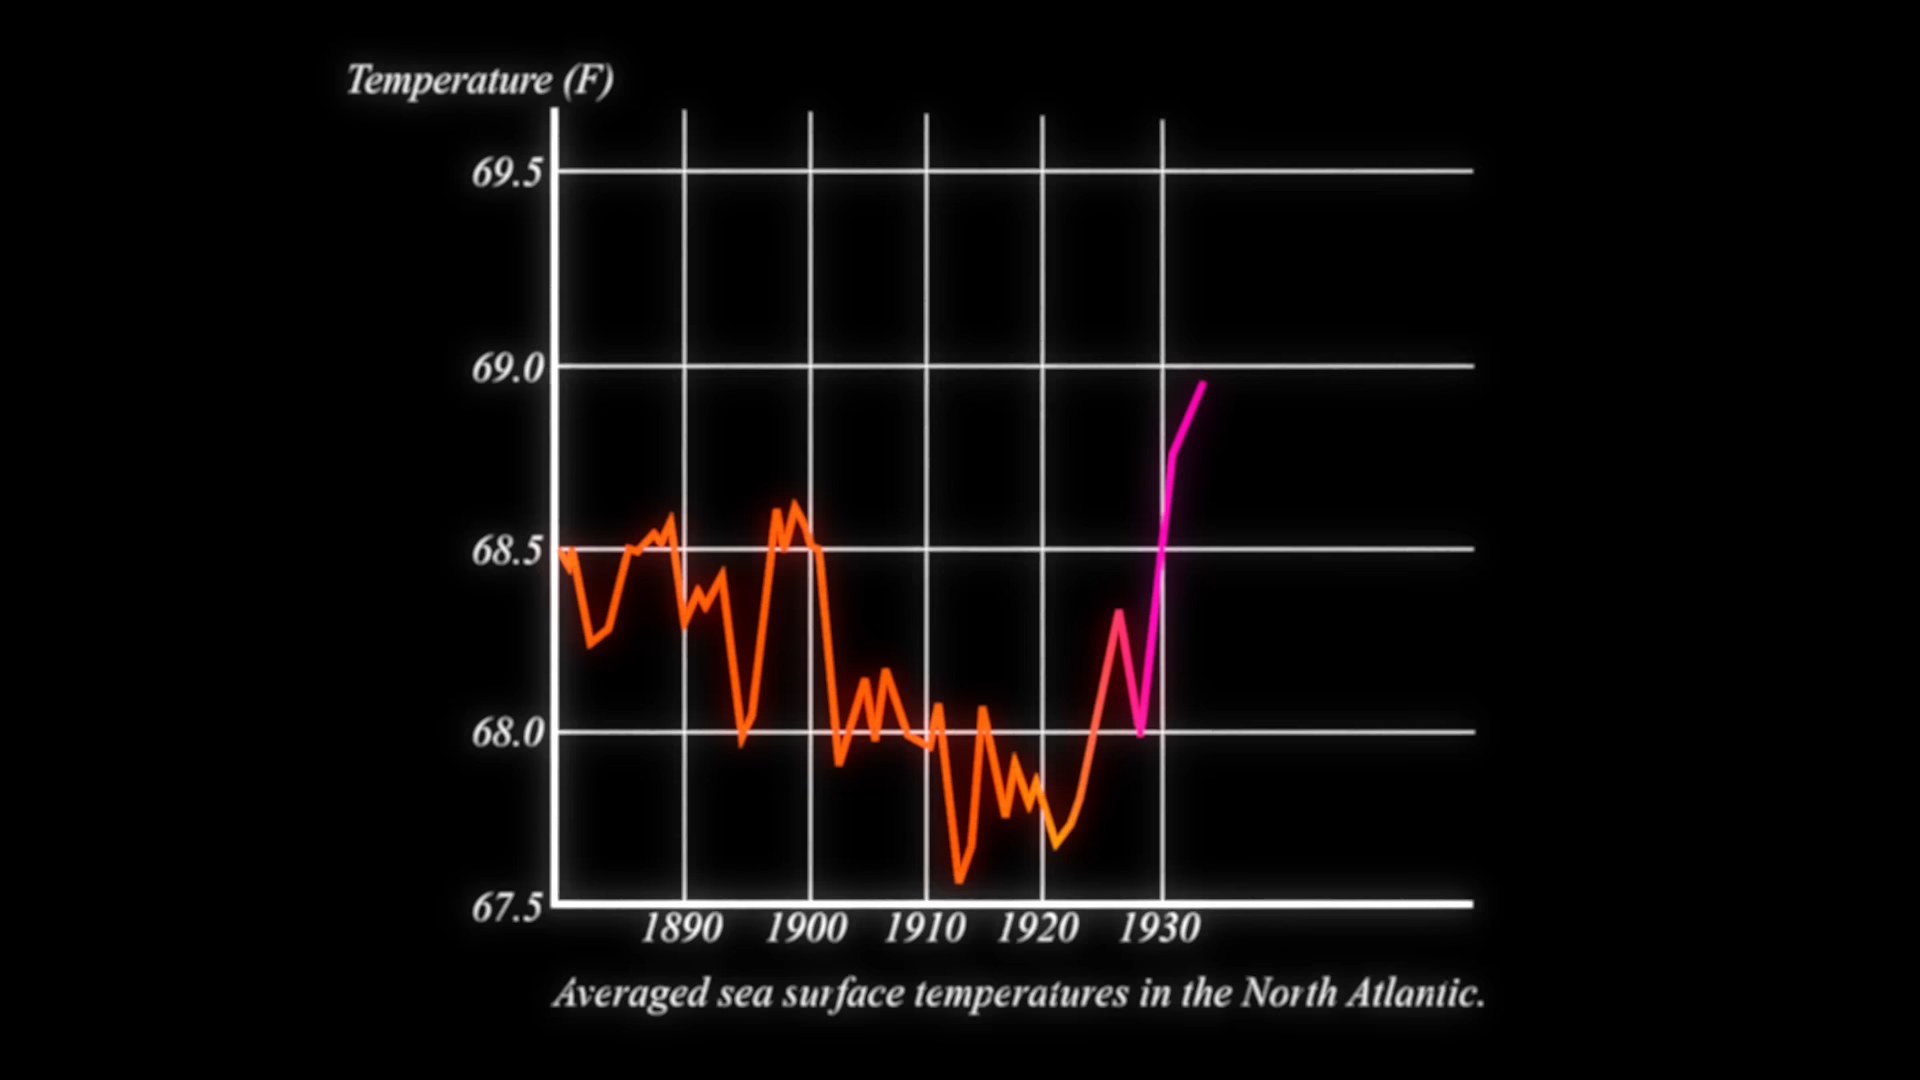 Temperature (F)
69.5
69.0
68.5
68.0
67.5
1890 1900 1910 1920 1930
Averaged sea surface temperatures in the North Atlantic.